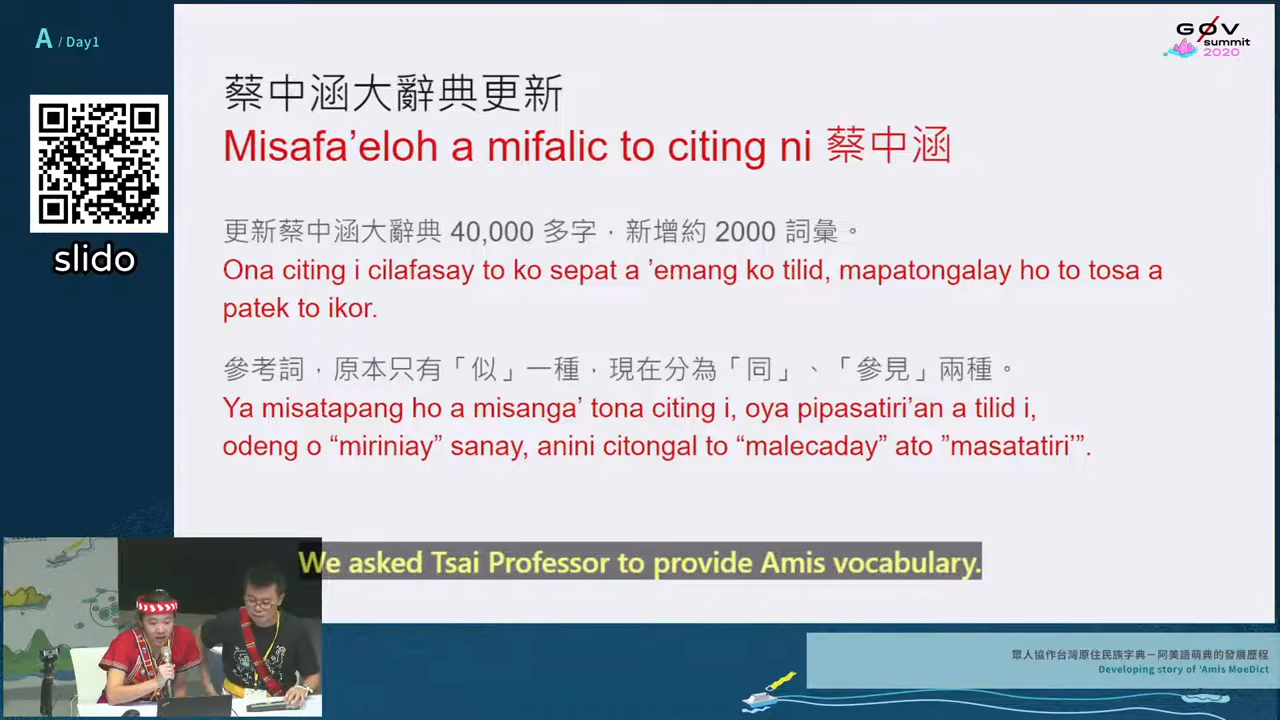 A / Day1
GØV
summit
2020
slido
蔡中涵大辭典更新
Misafa’eloh a mifalic to citing ni 蔡中涵
更新蔡中涵大辭典 40,000 多字，新增約 2000 詞彙。
Ona citing i cilafasay to ko sepat a ’emang ko tilid, mapatongalay ho to tosa a
patek to ikor.
參考詞，原本只有「似」一種，現在分為「同」、「參見」兩種。
Ya misatapang ho a misanga’ tona citing i, oya pipasatiri’an a tilid i,
odeng o “miriniay” sanay, anini citongal to “malecaday” ato ”masatatiri’”.
We asked Tsai Professor to provide Amis vocabulary.
眾人協作台灣原住民族字典－阿美語萌典的發展歷程
Developing story of 'Amis MoeDict